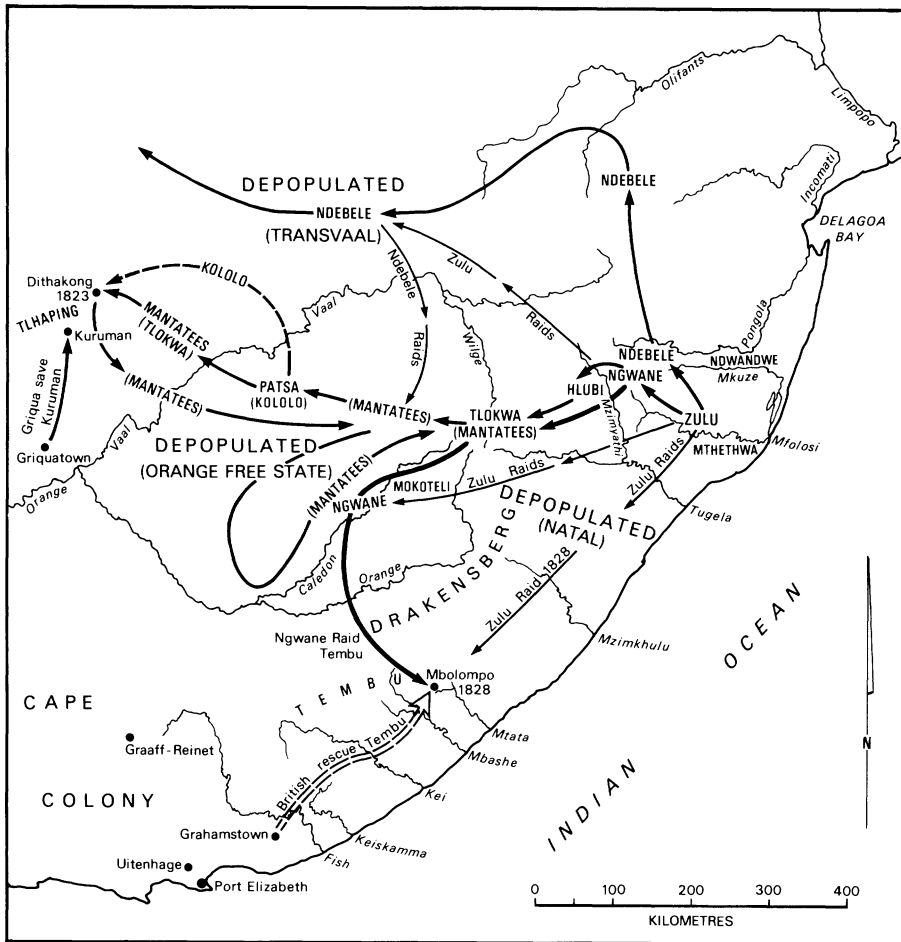 Olifants
Limpopo
Incomati
DELAGOA
BAY
NDEBELE
DEPOPULATED
NDEBELE
(TRANSVAAL)
Ndebele
Raids
Zulu
Raids
KOLOLO
Dithakong
1823
TLHAPING
Kuruman
MANTATEES
(TLOKWA)
Vaal
Wilge
Pongola
NDEBELE
NDWANDWE
NGWANE
Mkuze
HLUBI
Mzimyathi
PATSA
(KOLOLO)
(MANTATEES)
(MANTATEES)
TLOKWA
(MANTATEES)
ZULU
MTHETHWA
Mfolosi
Griqua save
Kuruman
Vaal
Griquatown
Orange
DEPOPULATED
(ORANGE FREE STATE)
(MANTATEES)
MOKOTELI
NGWANE
Zulu Raids
Zulu Raids
Tugela
DEPOPULATED
(NATAL)
Caledon
Orange
DRAKENSBERG
Zulu Raid 1828
Mzimkhulu
Ngwane Raid
Tembu
TEMBU
Mbolompo
1828
Mtata
Mbashe
Kei
Keiskamma
Fish
British rescue Tembu
CAPE
COLONY
Graaff-Reinet
Grahamstown
Uitenhage
Port Elizabeth
INDIAN OCEAN
N
0 100 200 300 400
KILOMETRES